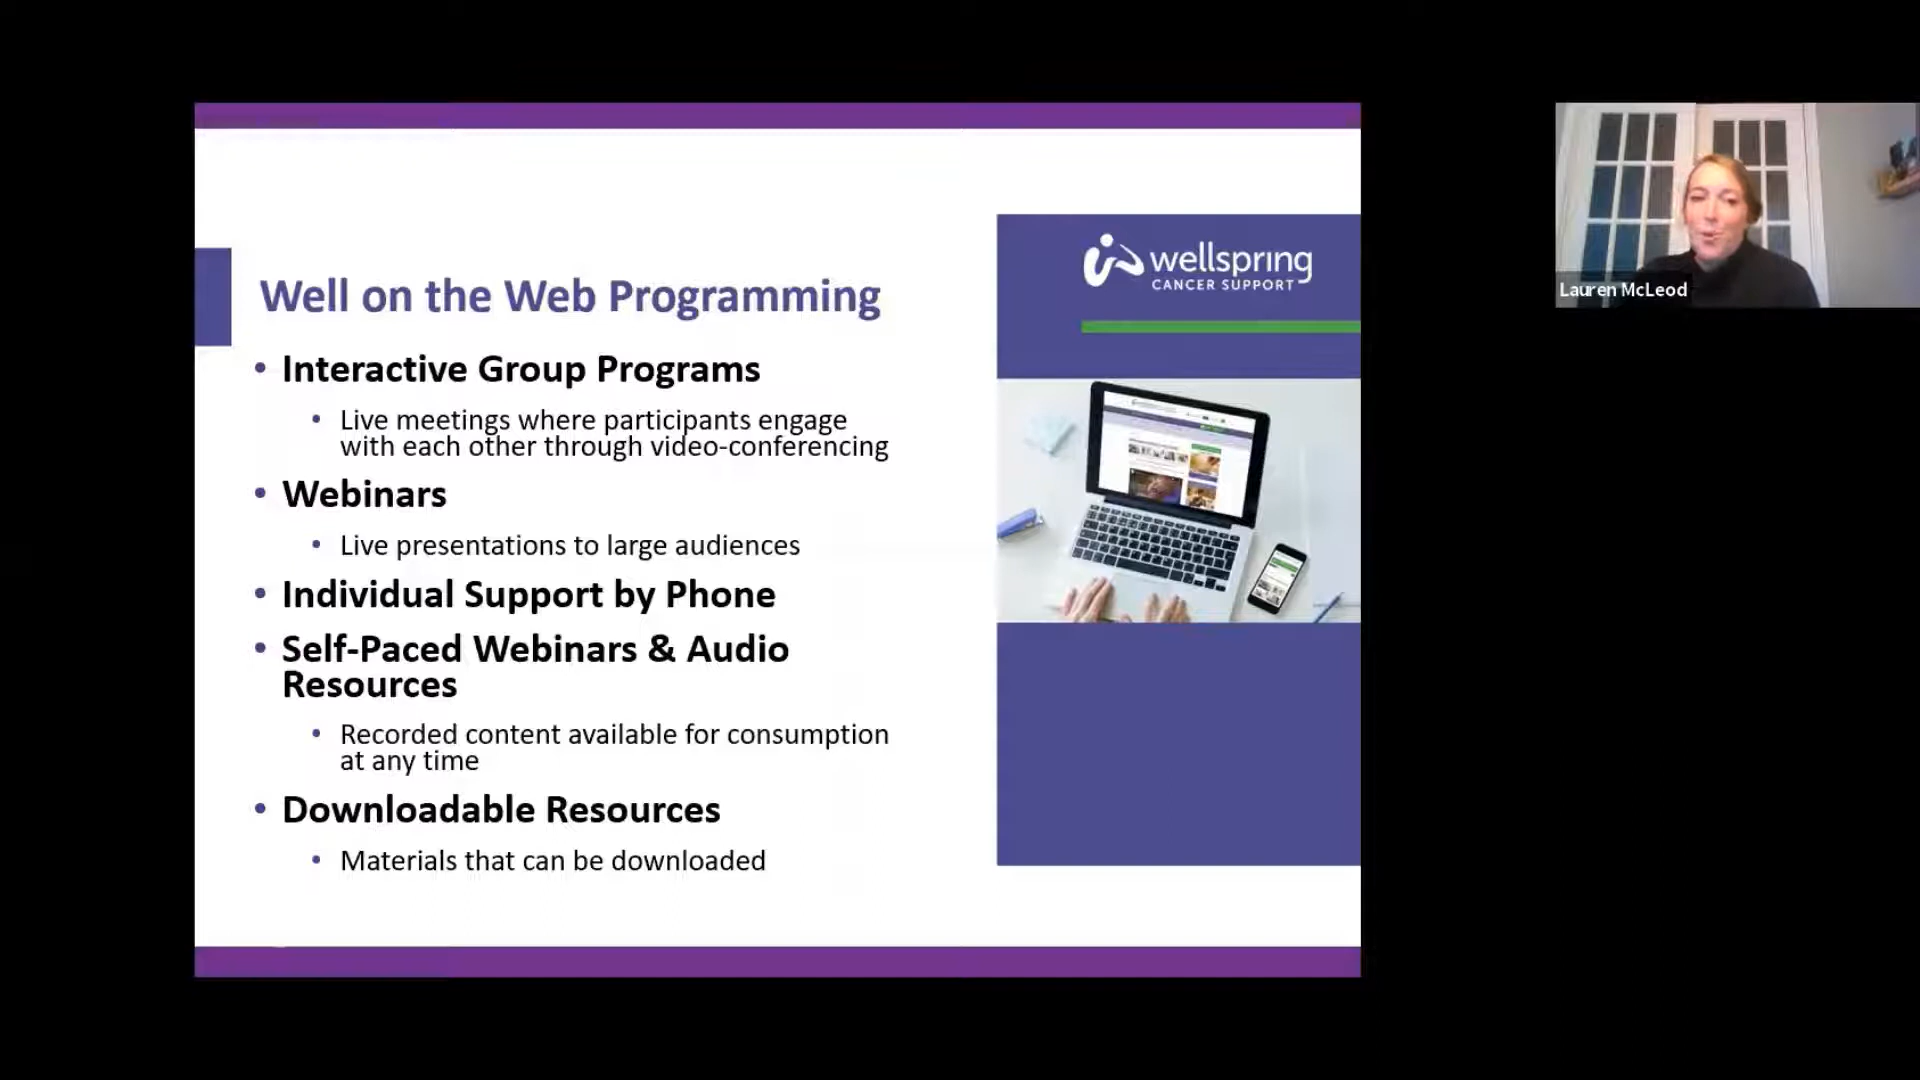 Well on the Web Programming
• Interactive Group Programs
• Live meetings where participants engage
with each other through video-conferencing
• Webinars
• Live presentations to large audiences
• Individual Support by Phone
• Self-Paced Webinars & Audio
Resources
• Recorded content available for consumption
at any time
• Downloadable Resources
• Materials that can be downloaded
wellspring
CANCER SUPPORT
Lauren McLeod